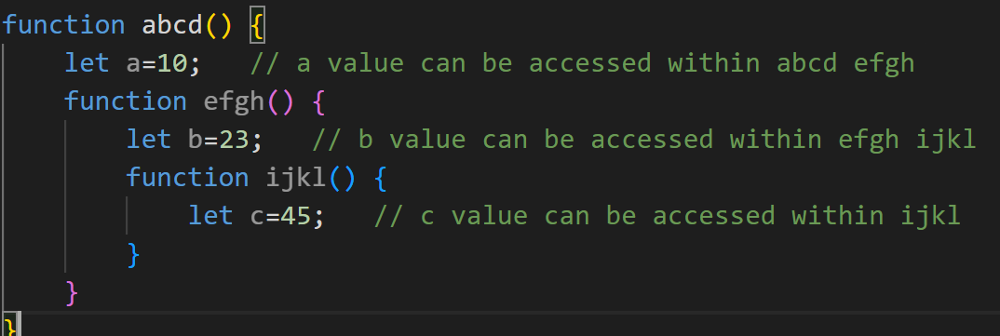 function abcd() {
    let a=10;   // a value can be accessed within abcd efgh
    function efgh() {
        let b=23;   // b value can be accessed within efgh ijkl
        function ijkl() {
            let c=45;   // c value can be accessed within ijkl
        }
    }
}